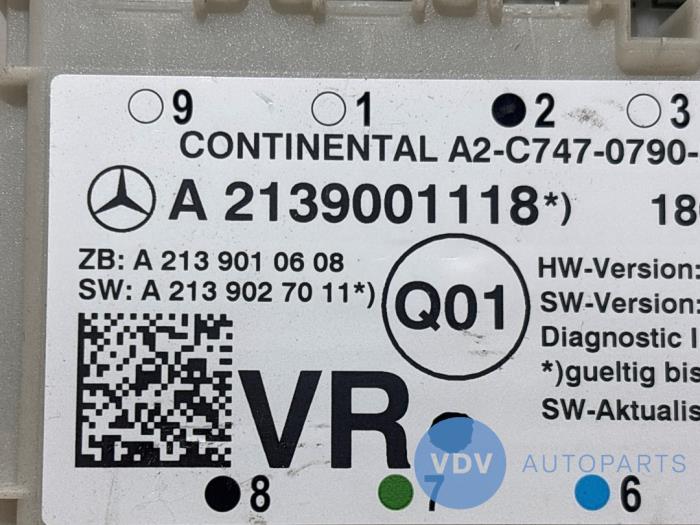 9 1 2 3
CONTINENTAL A2-C747-0790-
A 2139001118*) 18
ZB: A 213 901 06 08
SW: A 213 902 70 11*)
Q01
HW-Version:
SW-Version:
Diagnostic I
*)gueltig bis
SW-Aktualis
VR
VDV AUTOPARTS
8 7 6